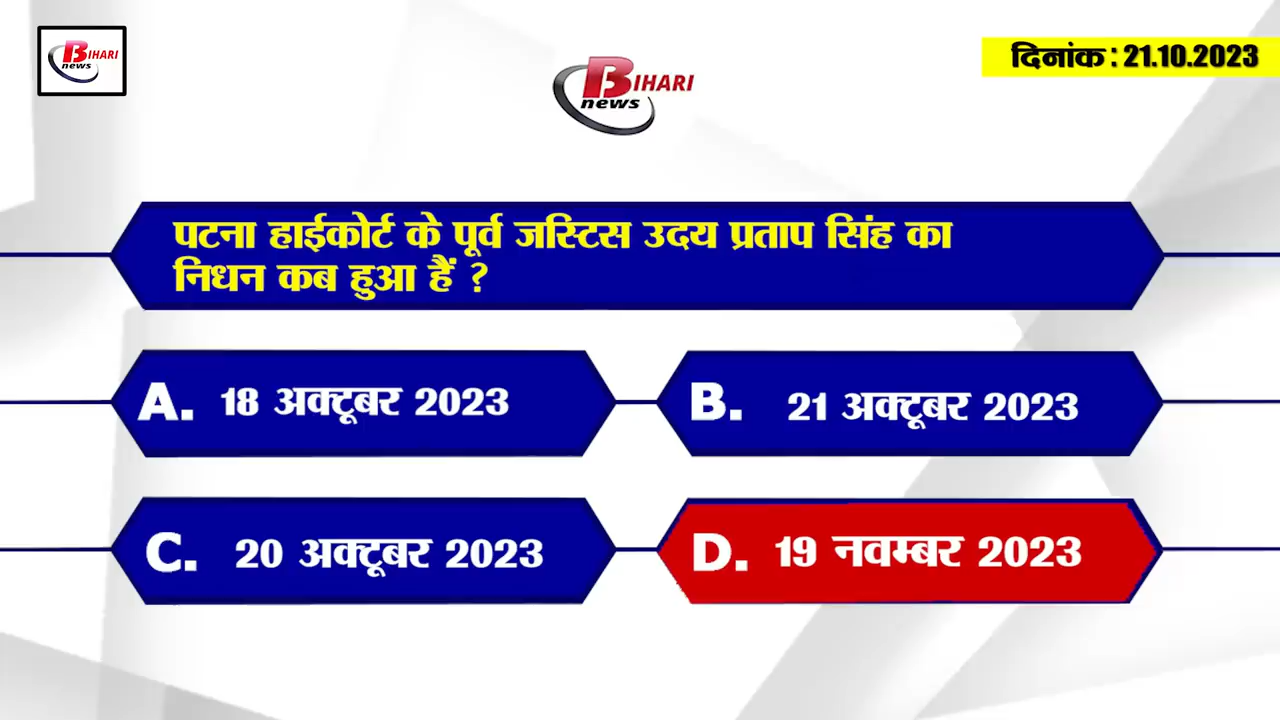 BIHARI
news
दिनांक : 21.10.2023
BIHARI
news
पटना हाईकोर्ट के पूर्व जस्टिस उदय प्रताप सिंह का
निधन कब हुआ हैं ?
A. 18 अक्टूबर 2023
B. 21 अक्टूबर 2023
C. 20 अक्टूबर 2023
D. 19 नवम्बर 2023